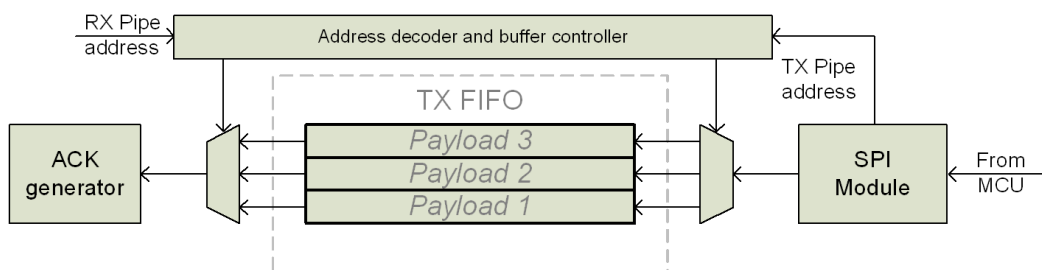 RX Pipe
address
Address decoder and buffer controller
TX Pipe
address
TX FIFO
Payload 3
Payload 2
Payload 1
ACK
generator
SPI
Module
From
MCU